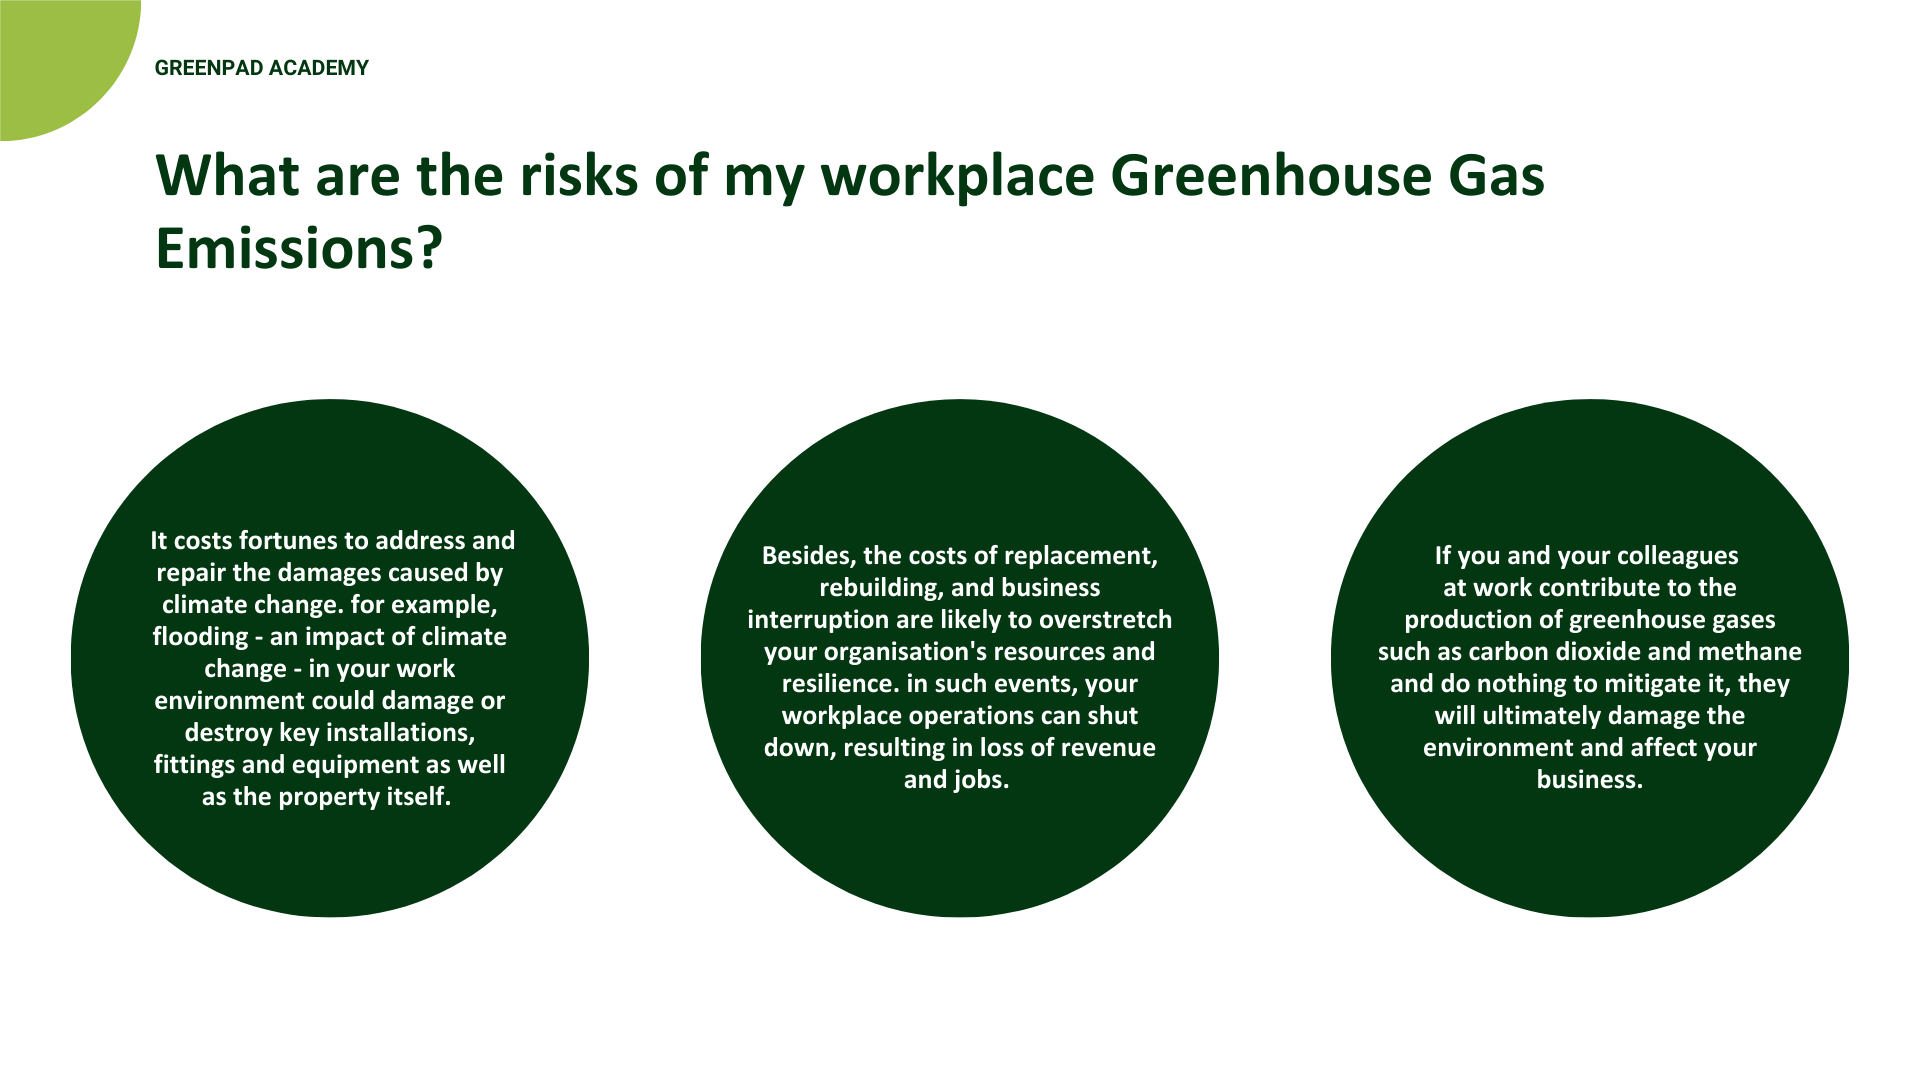 GREENPAD ACADEMY
What are the risks of my workplace Greenhouse Gas
Emissions?
It costs fortunes to address and
repair the damages caused by
climate change. for example,
flooding - an impact of climate
change - in your work
environment could damage or
destroy key installations,
fittings and equipment as well
as the property itself.
Besides, the costs of replacement,
rebuilding, and business
interruption are likely to overstretch
your organisation's resources and
resilience. in such events, your
workplace operations can shut
down, resulting in loss of revenue
and jobs.
If you and your colleagues
at work contribute to the
production of greenhouse gases
such as carbon dioxide and methane
and do nothing to mitigate it, they
will ultimately damage the
environment and affect your
business.